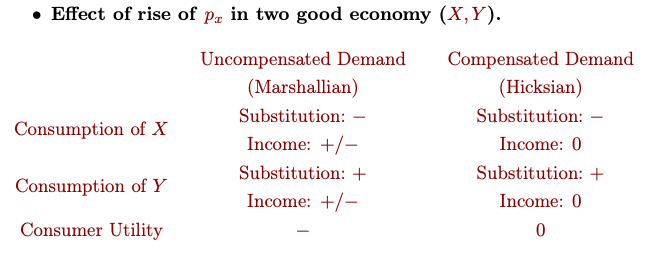 • Effect of rise of pₓ in two good economy (X, Y).
Uncompensated Demand Compensated Demand
(Marshallian) (Hicksian)
Substitution: − Substitution: −
Consumption of X
Income: +/− Income: 0
Substitution: + Substitution: +
Consumption of Y
Income: +/− Income: 0
Consumer Utility − 0